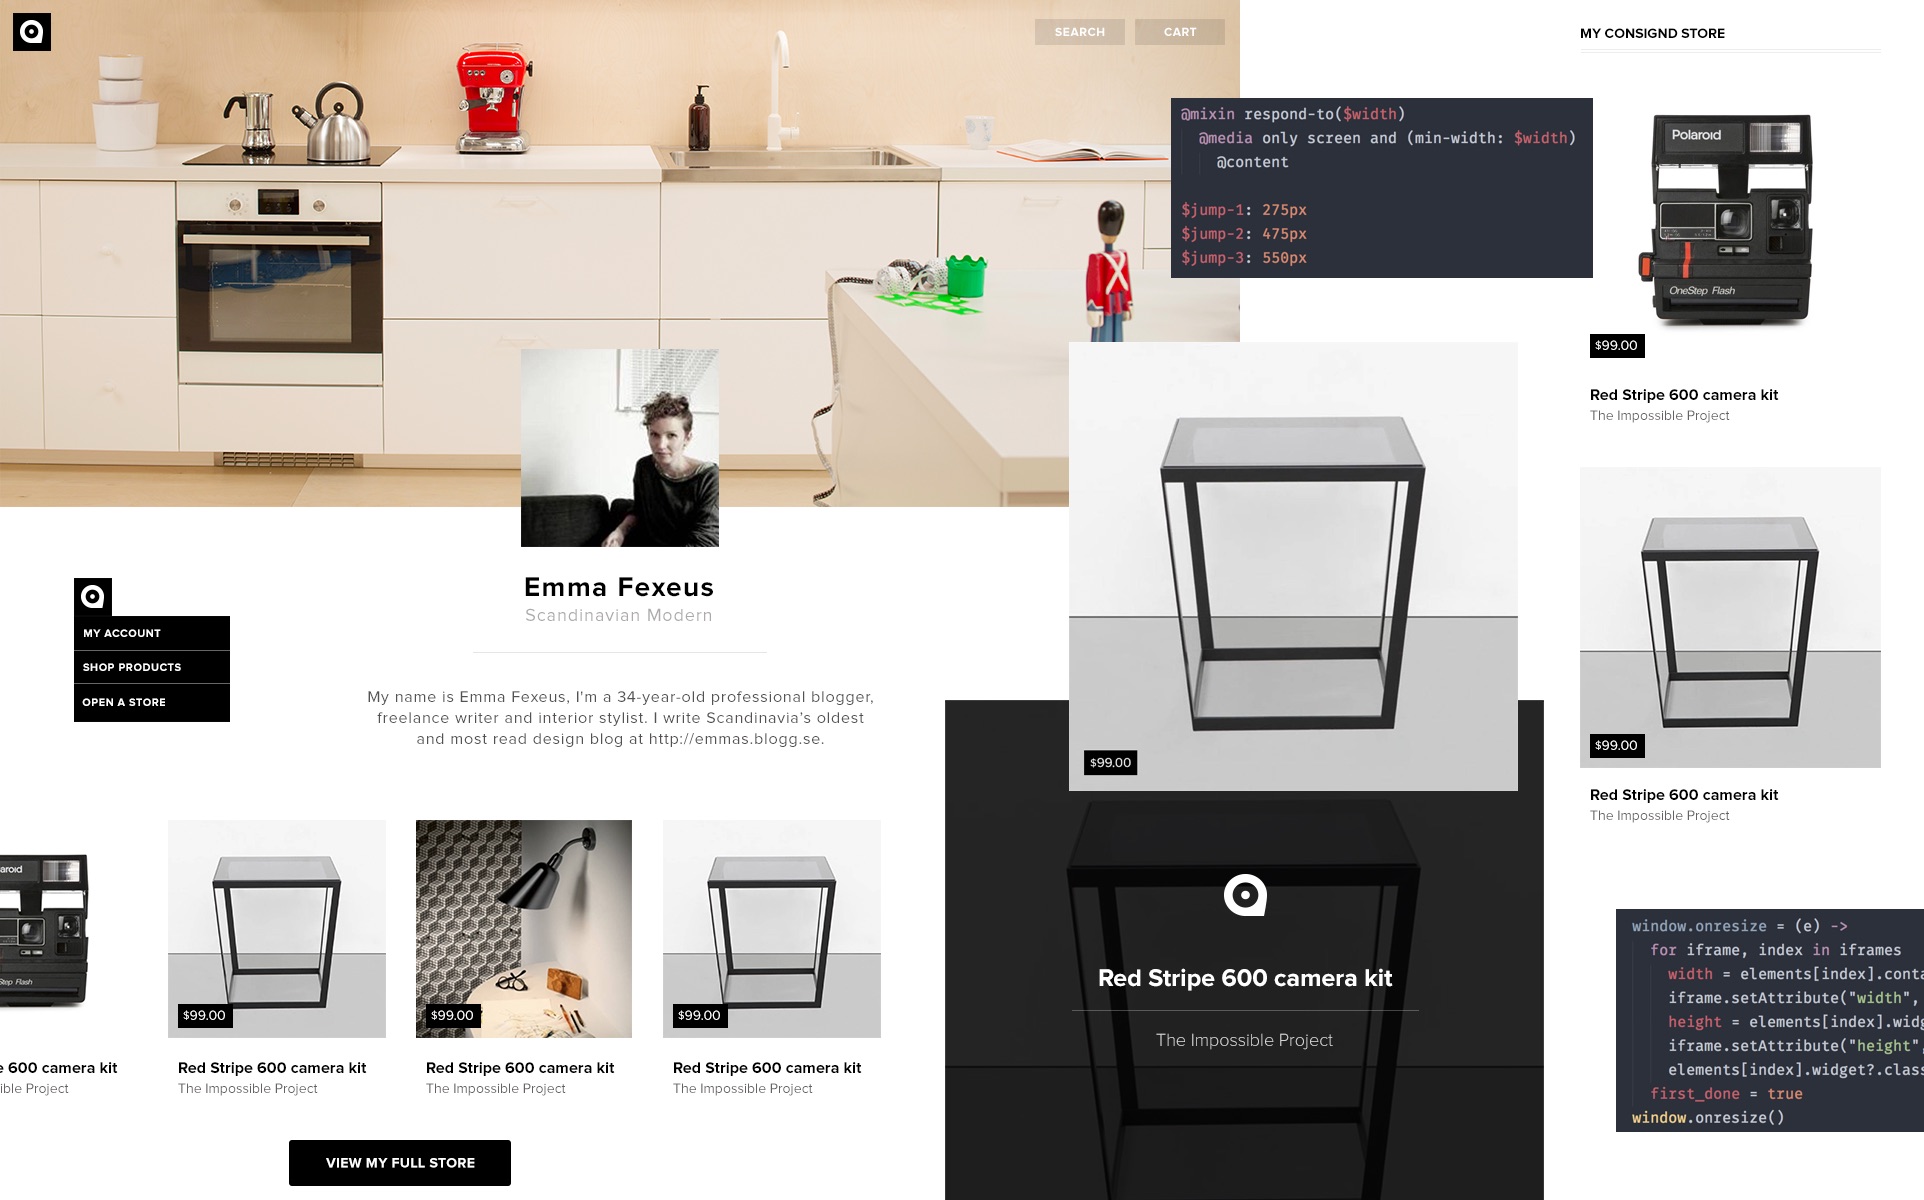 SEARCH
CART
MY CONSIGND STORE
@mixin respond-to($width)
@media only screen and (min-width: $width)
@content
$jump-1: 275px
$jump-2: 475px
$jump-3: 550px
Polaroid
OneStep Flash
$99.00
Red Stripe 600 camera kit
The Impossible Project
Emma Fexeus
Scandinavian Modern
MY ACCOUNT
SHOP PRODUCTS
OPEN A STORE
My name is Emma Fexeus, I'm a 34-year-old professional blogger,
freelance writer and interior stylist. I write Scandinavia's oldest
and most read design blog at http://emmas.blogg.se.
$99.00
$99.00
Red Stripe 600 camera kit
The Impossible Project
aroid
Step Flash
e 600 camera kit
ible Project
$99.00
Red Stripe 600 camera kit
The Impossible Project
$99.00
Red Stripe 600 camera kit
The Impossible Project
$99.00
Red Stripe 600 camera kit
The Impossible Project
VIEW MY FULL STORE
Red Stripe 600 camera kit
The Impossible Project
window.onresize = (e) ->
for iframe, index in iframes
width = elements[index].conta
iframe.setAttribute("width",
height = elements[index].widg
iframe.setAttribute("height",
elements[index].widget?.class
first_done = true
window.onresize()